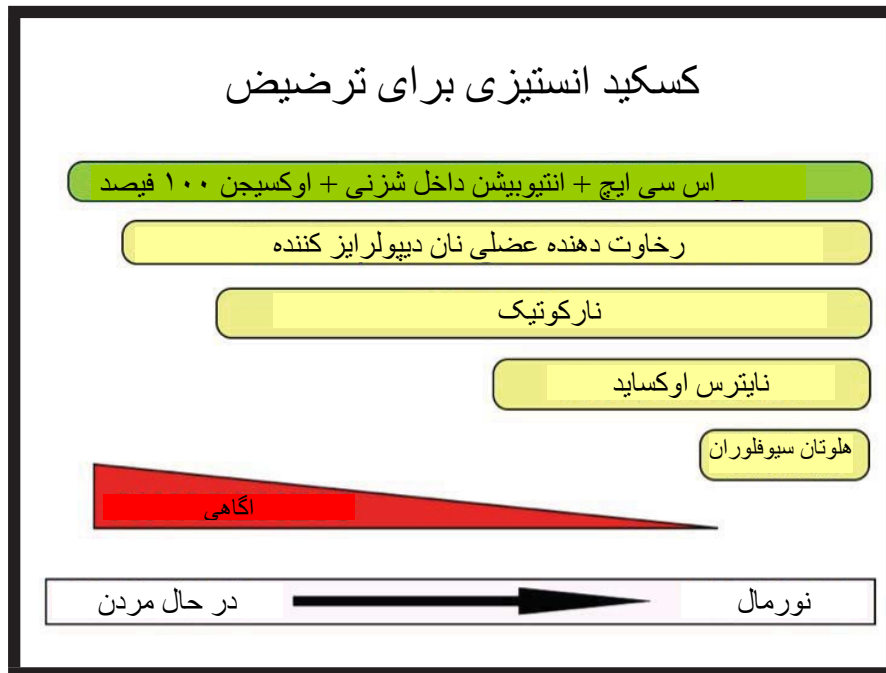 کسکید انستیزی برای ترضیض
اس سی ایچ + انتیوبیشن داخل شزنی + اوکسیجن ۱۰۰ فیصد
رخاوت دهنده عضلی نان دیپولرایز کننده
نارکوتیک
نایترس اوکساید
هلوتان سیوفلوران
اگاهی
نورمال
در حال مردن